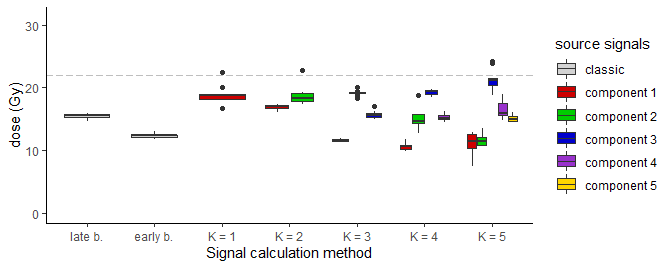 30
20
10
0
dose (Gy)
late b.
early b.
K = 1
K = 2
K = 3
K = 4
K = 5
Signal calculation method
source signals
classic
component 1
component 2
component 3
component 4
component 5